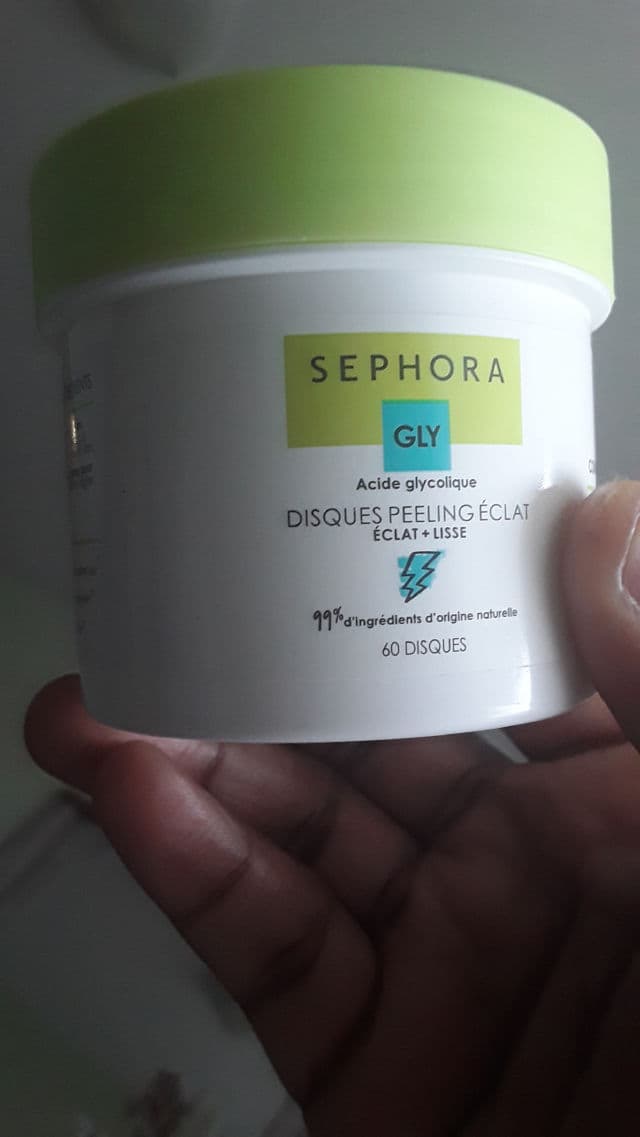 SEPHORA
GLY
Acide glycolique
DISQUES PEELING ÉCLAT
ÉCLAT + LISSE
99% d'ingrédients d'origine naturelle
60 DISQUES